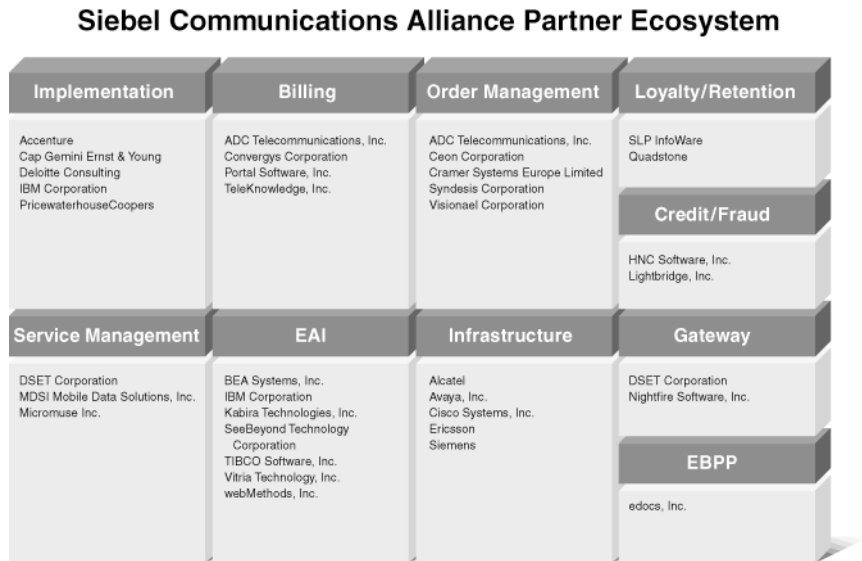 Siebel Communications Alliance Partner Ecosystem
Implementation
Accenture
Cap Gemini Ernst & Young
Deloitte Consulting
IBM Corporation
PricewaterhouseCoopers
Billing
ADC Telecommunications, Inc.
Convergys Corporation
Portal Software, Inc.
TeleKnowledge, Inc.
Order Management
ADC Telecommunications, Inc.
Ceon Corporation
Cramer Systems Europe Limited
Syndesis Corporation
Visionael Corporation
Loyalty/Retention
SLP InfoWare
Quadstone
Credit/Fraud
HNC Software, Inc.
Lightbridge, Inc.
Service Management
DSET Corporation
MDSI Mobile Data Solutions, Inc.
Micromuse Inc.
EAI
BEA Systems, Inc.
IBM Corporation
Kabira Technologies, Inc.
SeeBeyond Technology
Corporation
TIBCO Software, Inc.
Vitria Technology, Inc.
webMethods, Inc.
Infrastructure
Alcatel
Avaya, Inc.
Cisco Systems, Inc.
Ericsson
Siemens
Gateway
DSET Corporation
Nightfire Software, Inc.
EBPP
edocs, Inc.